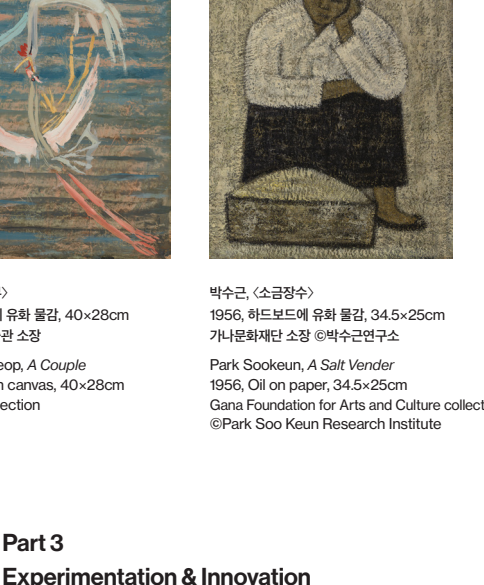 〉
유화 물감, 40×28cm
관 소장
eop, A Couple
n canvas, 40×28cm
ection
박수근, 〈소금장수〉
1956, 하드보드에 유화 물감, 34.5×25cm
가나문화재단 소장 ©박수근연구소
Park Sookeun, A Salt Vender
1956, Oil on paper, 34.5×25cm
Gana Foundation for Arts and Culture collect
©Park Soo Keun Research Institute
Part 3
Experimentation & Innovation